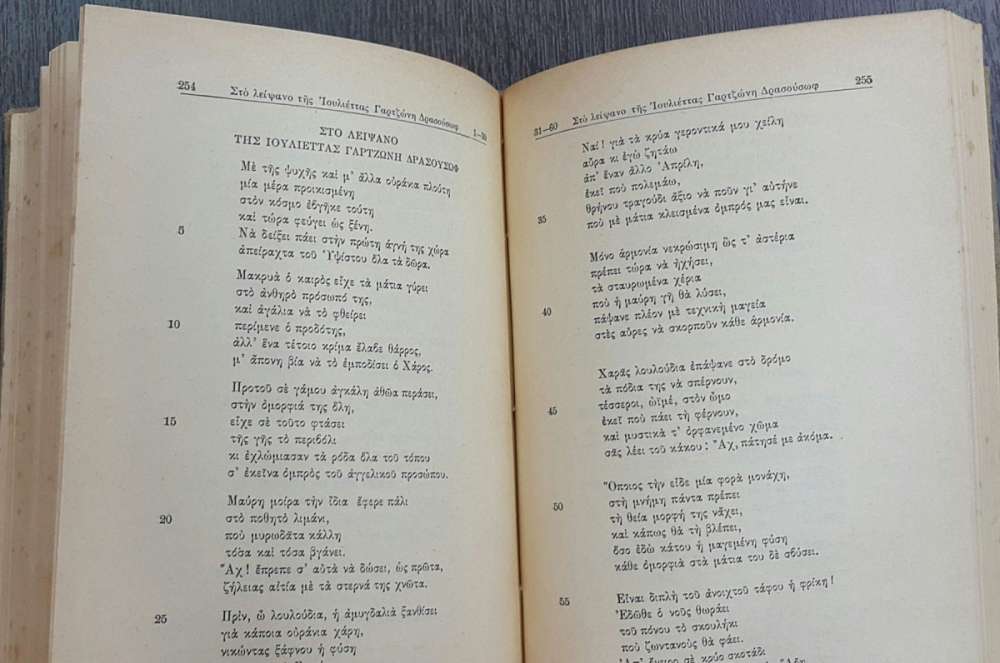 254
Στὸ λείψανο τῆς Ἰουλιέττας Γαρτζώνη Δρασούσωφ
1—30
ΣΤΟ ΛΕΙΨΑΝΟ
ΤΗΣ ΙΟΥΛΙΕΤΤΑΣ ΓΑΡΤΖΩΝΗ ΔΡΑΣΟΥΣΩΦ
Μὲ τῆς ψυχῆς καὶ μ' ἄλλα οὐράνια πλούτη
μία μέρα προικισμένη
στὸν κόσμο ἐβγῆκε τούτη
καὶ τώρα φεύγει ὡς ξένη.
5 Νὰ δείξει πάει στὴν πρώτη ἁγνή της χώρα
ἀπείραχτα τοῦ Ὑψίστου ὅλα τὰ δῶρα.
Μακρυὰ ὁ καιρὸς εἶχε τὰ μάτια γύρει
στὸ ἀνθηρὸ πρόσωπό της,
καὶ ἀγάλια νὰ τὸ φθείρει
10 περίμενε ὁ προδότης,
ἀλλ' ἕνα τέτοιο κρίμα ἔλαβε θάρρος,
μ' ἄπονη βία νὰ τὸ ἐμποδίσει ὁ Χάρος.
Προτοῦ σὲ γάμου ἀγκάλη ἀθῶα περάσει,
στὴν ὀμορφιά της ὅλη,
15 εἶχε σὲ τοῦτο φτάσει
τῆς γῆς τὸ περιβόλι
κι ἐχλώμιασαν τὰ ρόδα ὅλα τοῦ τόπου
σ' ἐκεῖνα ὀμπρὸς τοῦ ἀγγελικοῦ προσώπου.
Μαύρη μοίρα τὴν ἴδια ἔφερε πάλι
20 στὸ ποθητὸ λιμάνι,
ποὺ μυρωδάτα κάλλη
τόσα καὶ τόσα βγάνει.
Ἄχ! ἔπρεπε σ' αὐτὰ νὰ δώσει, ὡς πρῶτα,
ζήλειας αἰτία μὲ τὰ στερνά της χνῶτα.
25 Πρίν, ὦ λουλούδια, ἡ ἀμυγδαλιὰ ξανθίσει
γιὰ κάποια οὐράνια χάρη,
νικώντας ξάφνου ἡ φύση
31—60 Στὸ λείψανο τῆς Ἰουλιέττας Γαρτζώνη Δρασούσωφ
255
Ναί! γιὰ τὰ κρύα γεροντικά μου χείλη
αὔρα κι ἐγὼ ζητάω
ἀπ' ἕναν ἄλλο Ἀπρίλη,
ἐκεῖ ποὺ πολεμάω,
35 θρήνου τραγούδι ἄξιο νὰ ποῦν γι' αὐτήνε
ποὺ μὲ μάτια κλεισμένα ὀμπρός μας εἶναι.
Μόνο ἁρμονία νεκρώσιμη ὣς τ' ἀστέρια
πρέπει τώρα νὰ ἠχήσει,
τὰ σταυρωμένα χέρια
40 ποὺ ἡ μαύρη γῆ θὰ λύσει,
πάψανε πλέον μὲ τεχνικὴ μαγεία
στὲς αὖρες νὰ σκορποῦν κάθε ἁρμονία.
Χαρᾶς λουλούδια ἐπάψανε στὸ δρόμο
τὰ πόδια της νὰ σπέρνουν,
45 τέσσεροι, ὠϊμέ, στὸν ὦμο
ἐκεῖ ποὺ πάει τὴ φέρνουν,
καὶ μυστικὰ τ' ὀρφανεμένο χῶμα
σᾶς λέει τοῦ κάκου: Ἄχ, πάτησέ με ἀκόμα.
Ὅποιος τὴν εἶδε μία φορὰ μονάχη,
50 στὴ μνήμη πάντα πρέπει
τὴ θεία μορφή της νἄχει,
καὶ κάπως θὰ τὴ βλέπει,
ὅσο ἐδῶ κάτου ἡ μαγεμένη φύση
κάθε ὀμορφιὰ στὰ μάτια του δὲ σβύσει.
55 Εἶναι διπλὴ τοῦ ἀνοιχτοῦ τάφου ἡ φρίκη!
Ἐδῶθε ὁ νοῦς θωράει
τοῦ πόνου τὸ σκουλήκι
ποὺ ζωντανοὺς θὰ φάει.
σὲ κρύο σκοτάδι